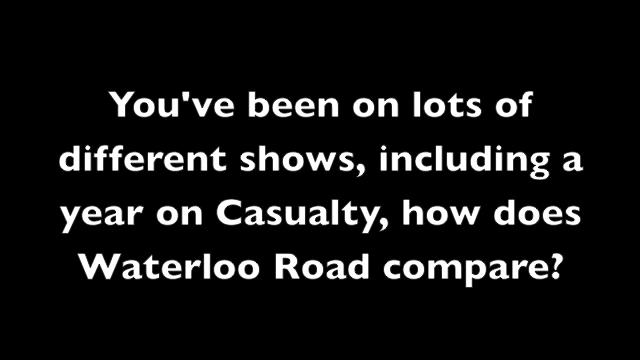 You've been on lots of
different shows, including a
year on Casualty, how does
Waterloo Road compare?